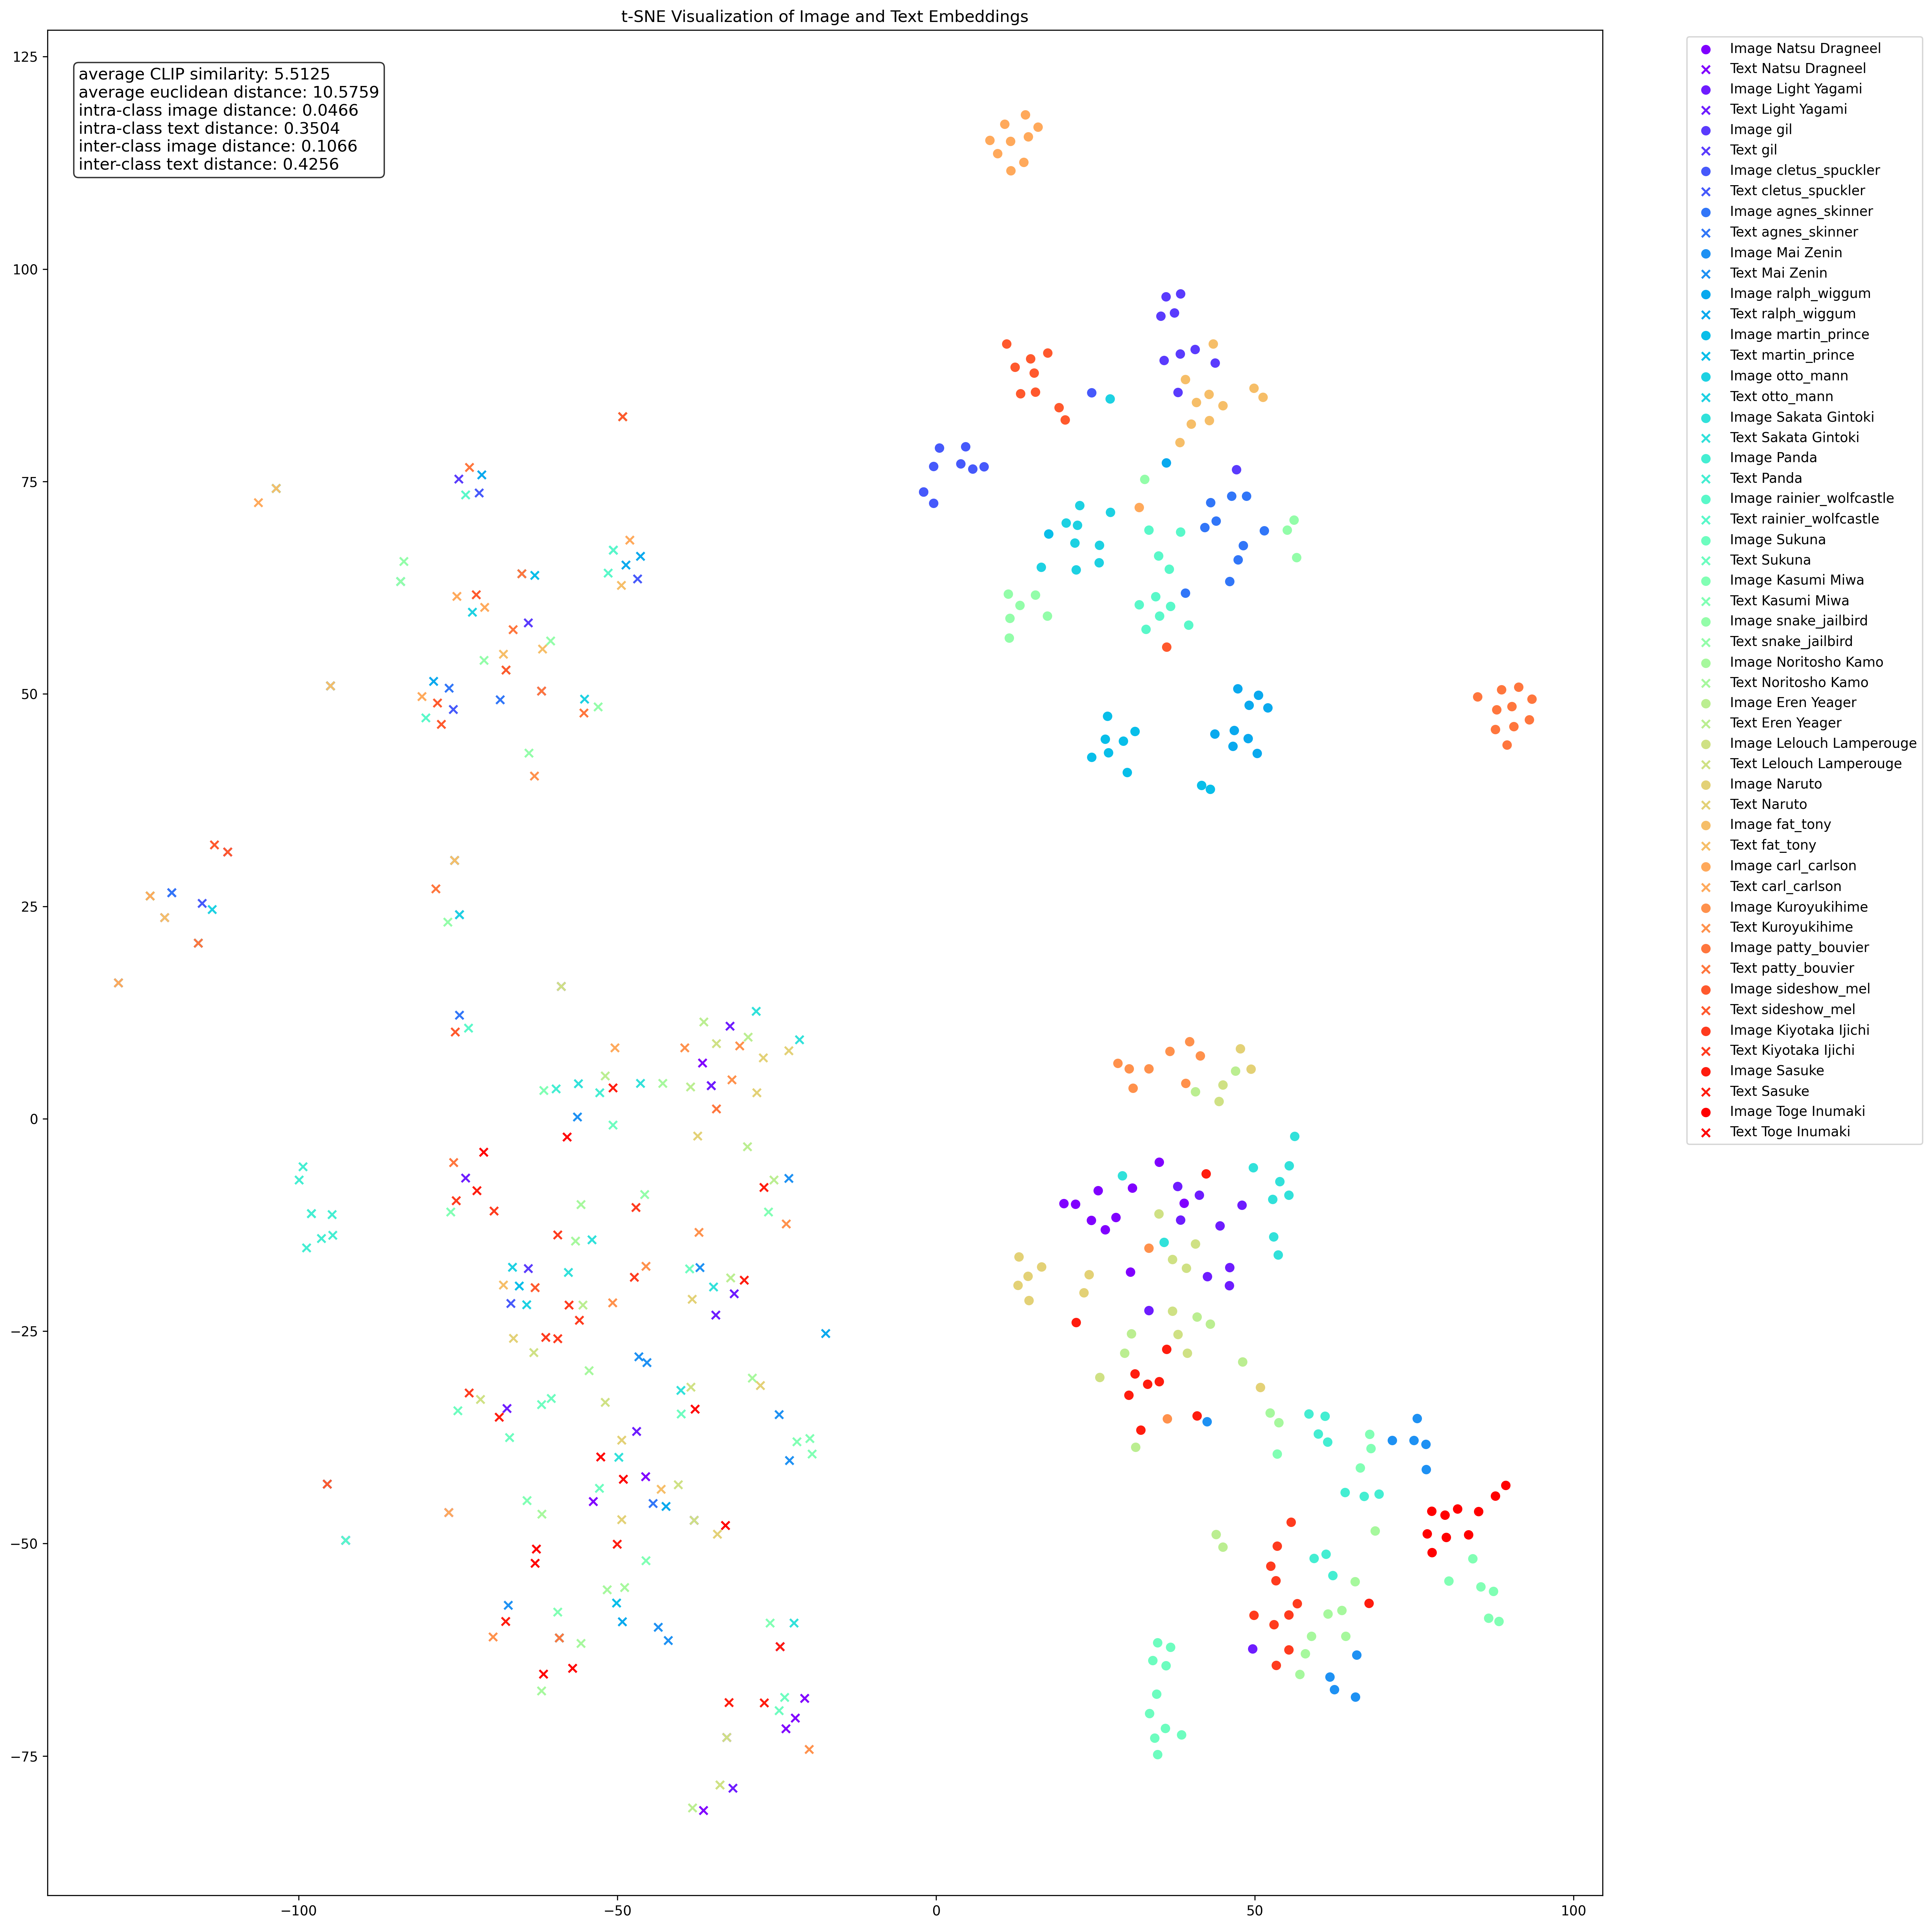 t-SNE Visualization of Image and Text Embeddings
average CLIP similarity: 5.5125
average euclidean distance: 10.5759
intra-class image distance: 0.0466
intra-class text distance: 0.3504
inter-class image distance: 0.1066
inter-class text distance: 0.4256
125
100
75
50
25
0
−25
−50
−75
−100
−50
0
50
100
Image Natsu Dragneel
Text Natsu Dragneel
Image Light Yagami
Text Light Yagami
Image gil
Text gil
Image cletus_spuckler
Text cletus_spuckler
Image agnes_skinner
Text agnes_skinner
Image Mai Zenin
Text Mai Zenin
Image ralph_wiggum
Text ralph_wiggum
Image martin_prince
Text martin_prince
Image otto_mann
Text otto_mann
Image Sakata Gintoki
Text Sakata Gintoki
Image Panda
Text Panda
Image rainier_wolfcastle
Text rainier_wolfcastle
Image Sukuna
Text Sukuna
Image Kasumi Miwa
Text Kasumi Miwa
Image snake_jailbird
Text snake_jailbird
Image Noritosho Kamo
Text Noritosho Kamo
Image Eren Yeager
Text Eren Yeager
Image Lelouch Lamperouge
Text Lelouch Lamperouge
Image Naruto
Text Naruto
Image fat_tony
Text fat_tony
Image carl_carlson
Text carl_carlson
Image Kuroyukihime
Text Kuroyukihime
Image patty_bouvier
Text patty_bouvier
Image sideshow_mel
Text sideshow_mel
Image Kiyotaka Ijichi
Text Kiyotaka Ijichi
Image Sasuke
Text Sasuke
Image Toge Inumaki
Text Toge Inumaki